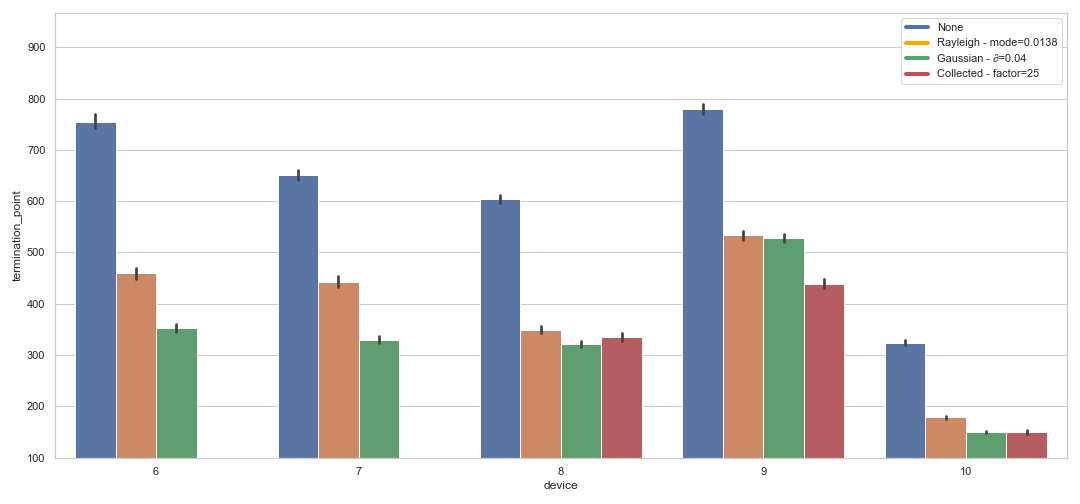 None
Rayleigh - mode=0.0138
Gaussian - ∂=0.04
Collected - factor=25
900
800
700
600
500
400
300
200
100
termination_point
6 7 8 9 10
device